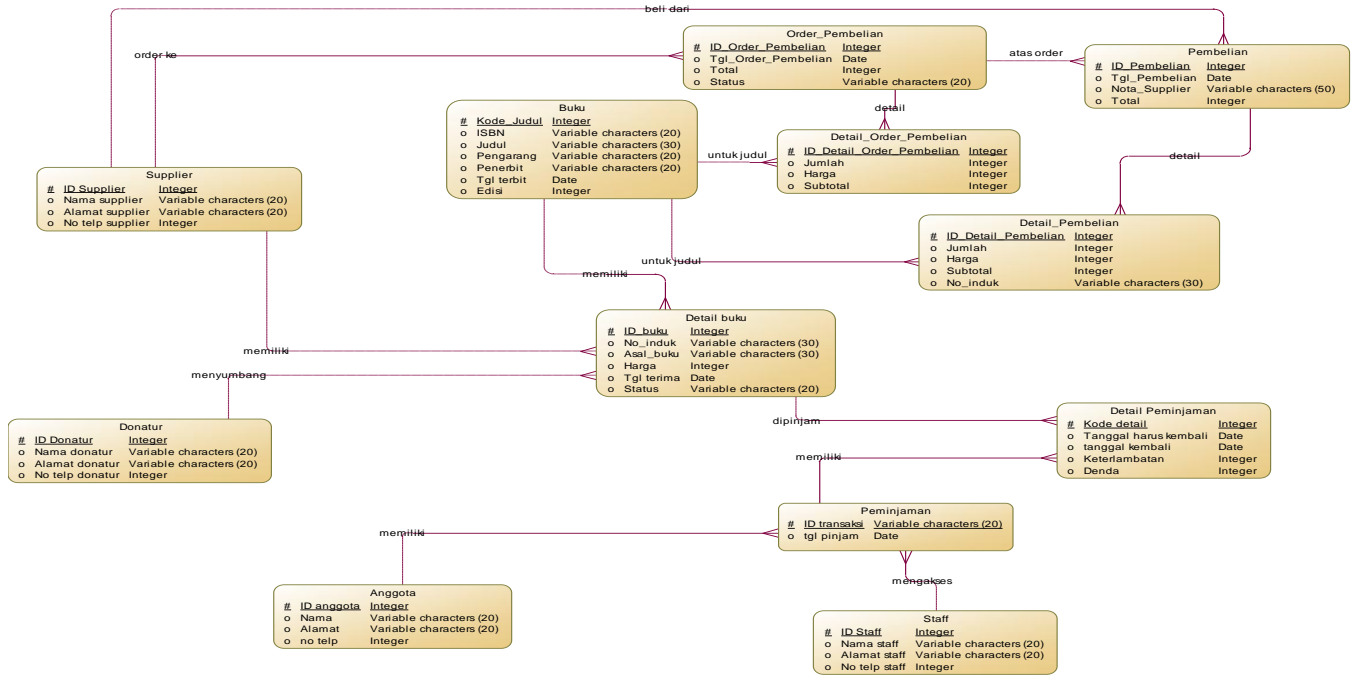 beli dari
order ke
Order_Pembelian
# ID_Order_Pembelian Integer
o Tgl_Order_Pembelian Date
o Total Integer
o Status Variable characters (20)
atas order
Pembelian
# ID_Pembelian Integer
o Tgl_Pembelian Date
o Nota_Supplier Variable characters (50)
o Total Integer
detail
Buku
# Kode_Judul Integer
o ISBN Variable characters (20)
o Judul Variable characters (30)
o Pengarang Variable characters (20)
o Penerbit Variable characters (20)
o Tgl terbit Date
o Edisi Integer
untuk judul
Detail_Order_Pembelian
# ID_Detail_Order_Pembelian Integer
o Jumlah Integer
o Harga Integer
o Subtotal Integer
detail
Supplier
# ID Supplier Integer
o Nama supplier Variable characters (20)
o Alamat supplier Variable characters (20)
o No telp supplier Integer
Detail_Pembelian
# ID_Detail_Pembelian Integer
o Jumlah Integer
o Harga Integer
o Subtotal Integer
o No_induk Variable characters (30)
untuk judul
memiliki
Detail buku
# ID_buku Integer
o No_induk Variable characters (30)
o Asal_buku Variable characters (30)
o Harga Integer
o Tgl terima Date
o Status Variable characters (20)
memiliki
menyumbang
Donatur
# ID Donatur Integer
o Nama donatur Variable characters (20)
o Alamat donatur Variable characters (20)
o No telp donatur Integer
dipinjam
Detail Peminjaman
# Kode detail Integer
o Tanggal harus kembali Date
o tanggal kembali Date
o Keterlambatan Integer
o Denda Integer
memiliki
Peminjaman
# ID transaksi Variable characters (20)
o tgl pinjam Date
memiliki
mengakses
Anggota
# ID anggota Integer
o Nama Variable characters (20)
o Alamat Variable characters (20)
o no telp Integer
Staff
# ID Staff Integer
o Nama staff Variable characters (20)
o Alamat staff Variable characters (20)
o No telp staff Integer